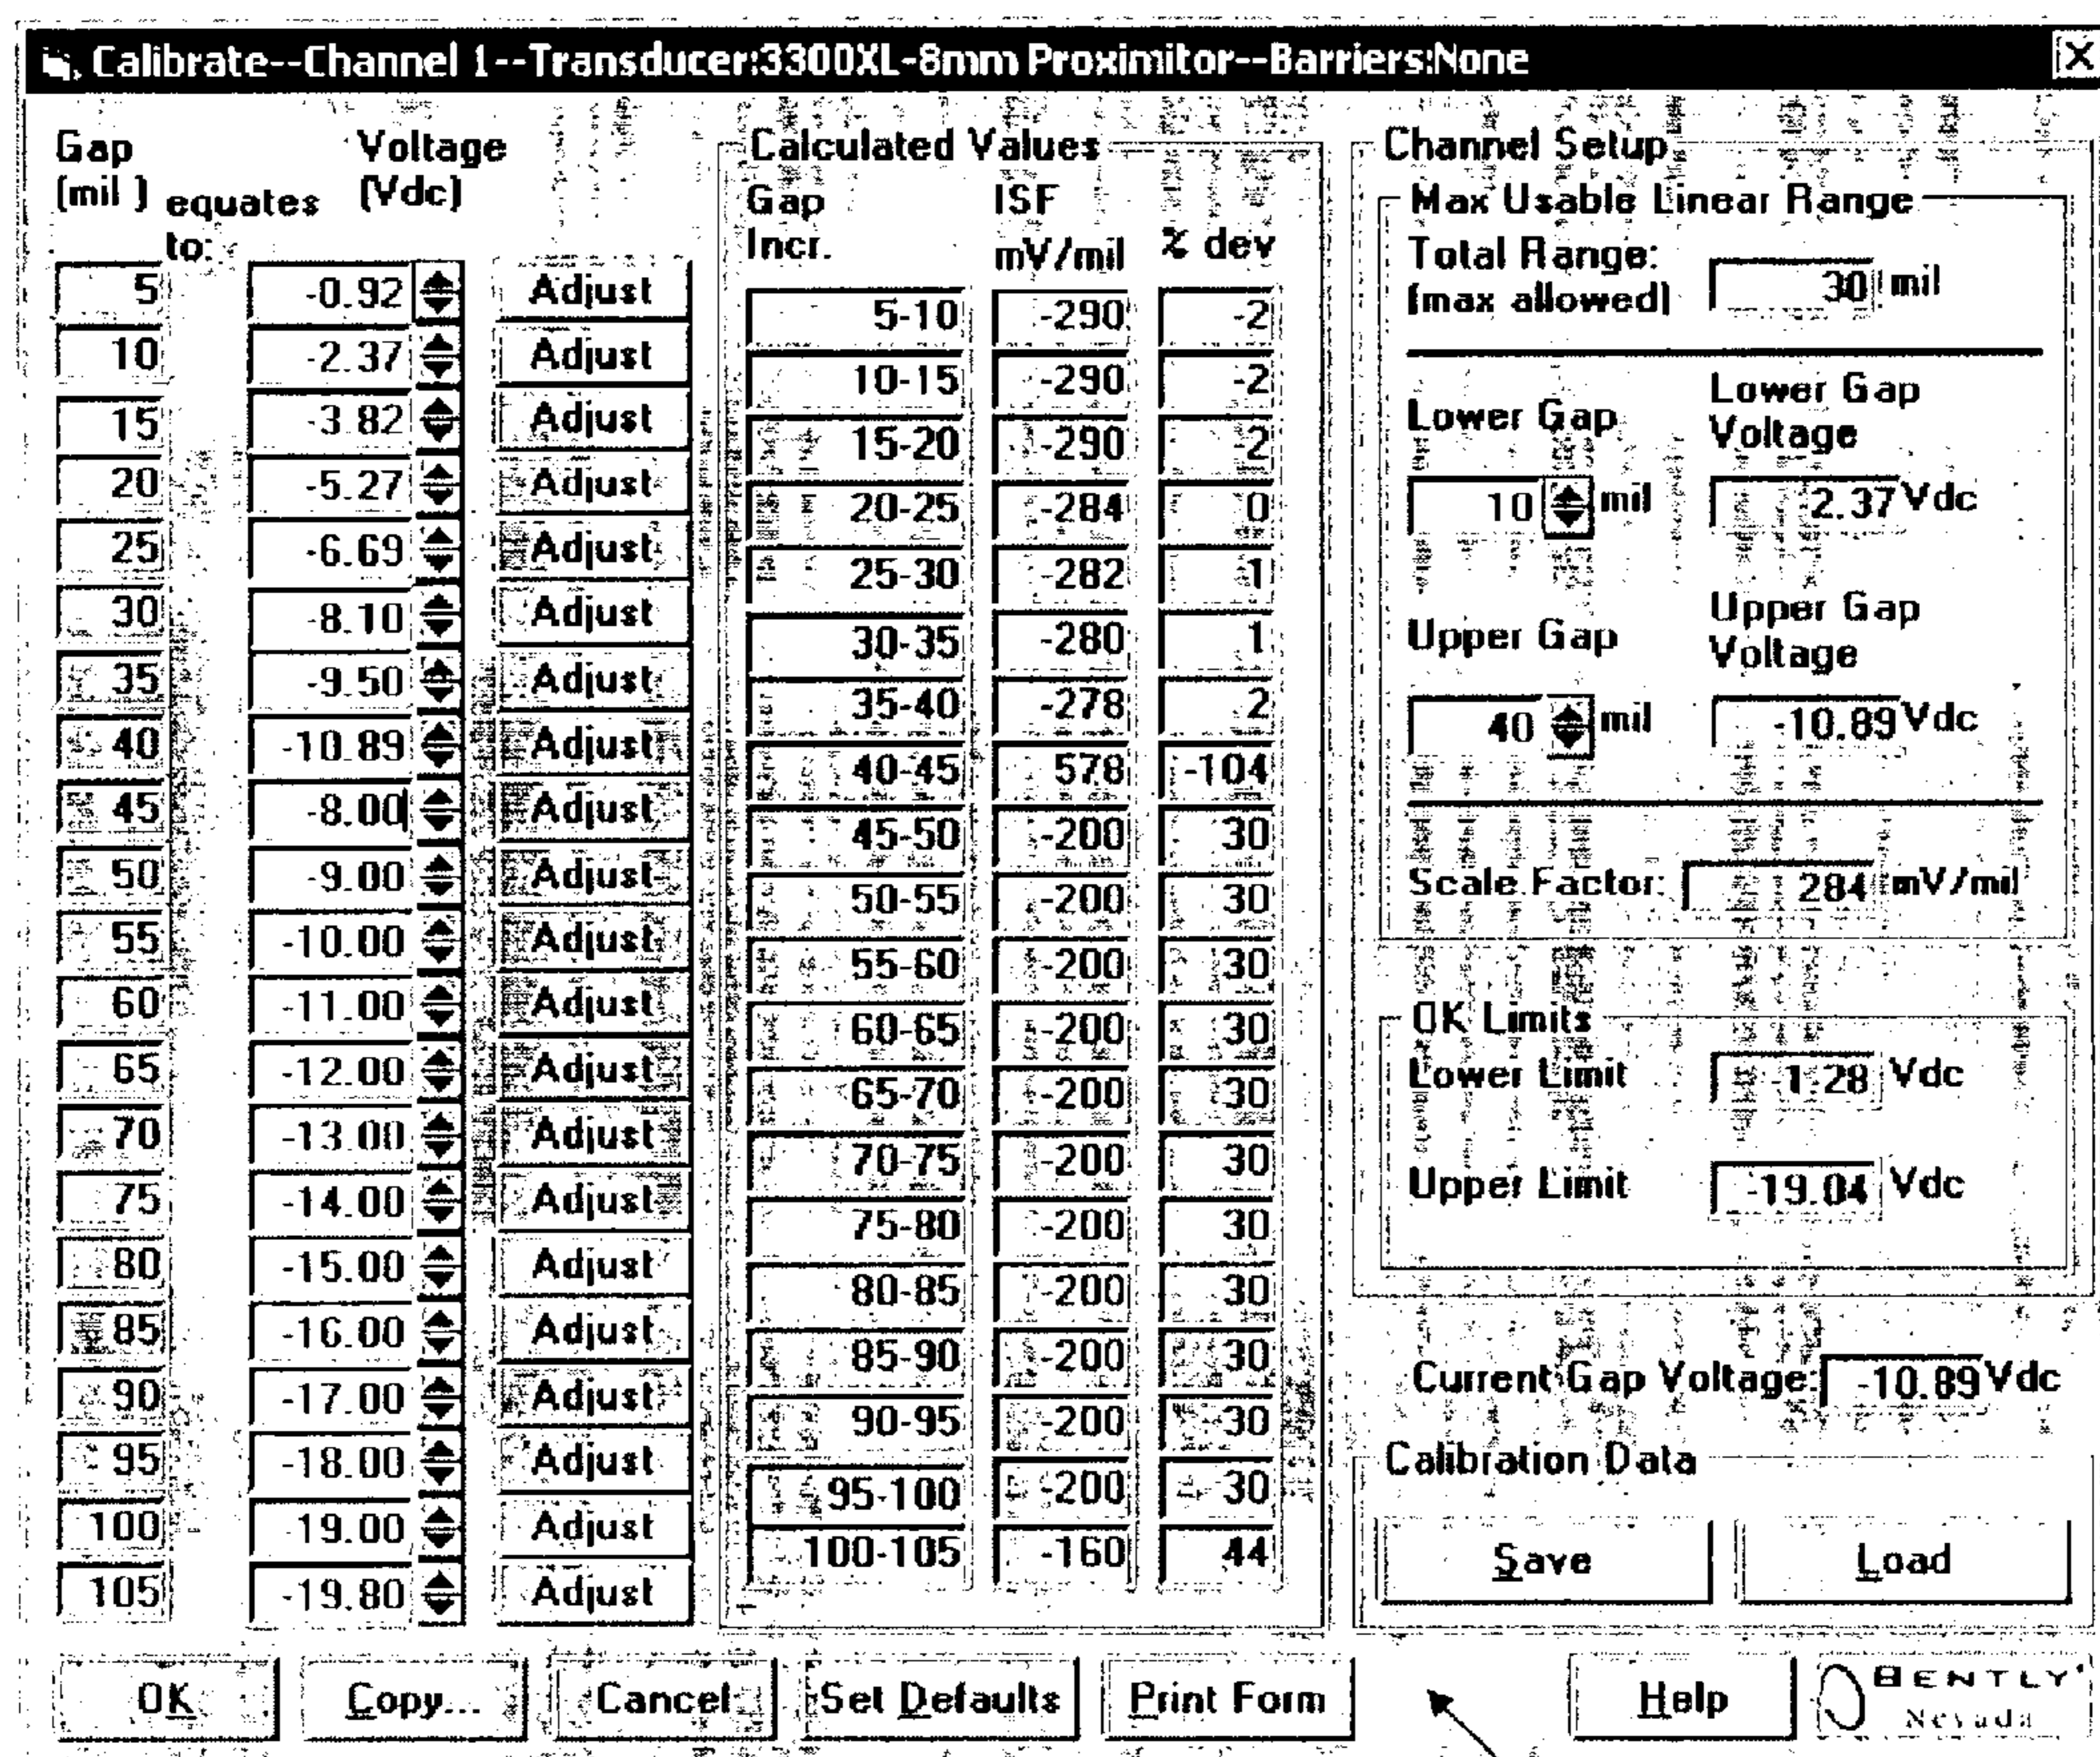 Calibrate--Channel 1--Transducer:3300XL-8mm Proximitor--Barriers:None
Gap (mil ) equates to: Voltage (Vdc)
5 -0.92 Adjust
10 -2.37 Adjust
15 -3.82 Adjust
20 -5.27 Adjust
25 -6.69 Adjust
30 -8.10 Adjust
35 -9.50 Adjust
40 -10.89 Adjust
45 -8.00 Adjust
50 -9.00 Adjust
55 -10.00 Adjust
60 -11.00 Adjust
65 -12.00 Adjust
70 -13.00 Adjust
75 -14.00 Adjust
80 -15.00 Adjust
85 -16.00 Adjust
90 -17.00 Adjust
95 -18.00 Adjust
100 -19.00 Adjust
105 -19.80 Adjust
Calculated Values
Gap Incr. ISF mV/mil % dev
5-10 -290 -2
10-15 -290 -2
15-20 -290 -2
20-25 -284 0
25-30 -282 1
30-35 -280 1
35-40 -278 2
40-45 578 -104
45-50 -200 30
50-55 -200 30
55-60 -200 30
60-65 -200 30
65-70 -200 30
70-75 -200 30
75-80 -200 30
80-85 -200 30
85-90 -200 30
90-95 -200 30
95-100 -200 30
100-105 -160 44
Channel Setup
Max Usable Linear Range
Total Range: (max allowed) 30 mil
Lower Gap
10 mil
Lower Gap Voltage
2.37 Vdc
Upper Gap
40 mil
Upper Gap Voltage
-10.89 Vdc
Scale Factor: 284 mV/mil
OK Limits
Lower Limit -1.28 Vdc
Upper Limit -19.04 Vdc
Current Gap Voltage: -10.89 Vdc
Calibration Data
Save Load
OK Copy... Cancel Set Defaults Print Form Help
BENTLY
Nevada